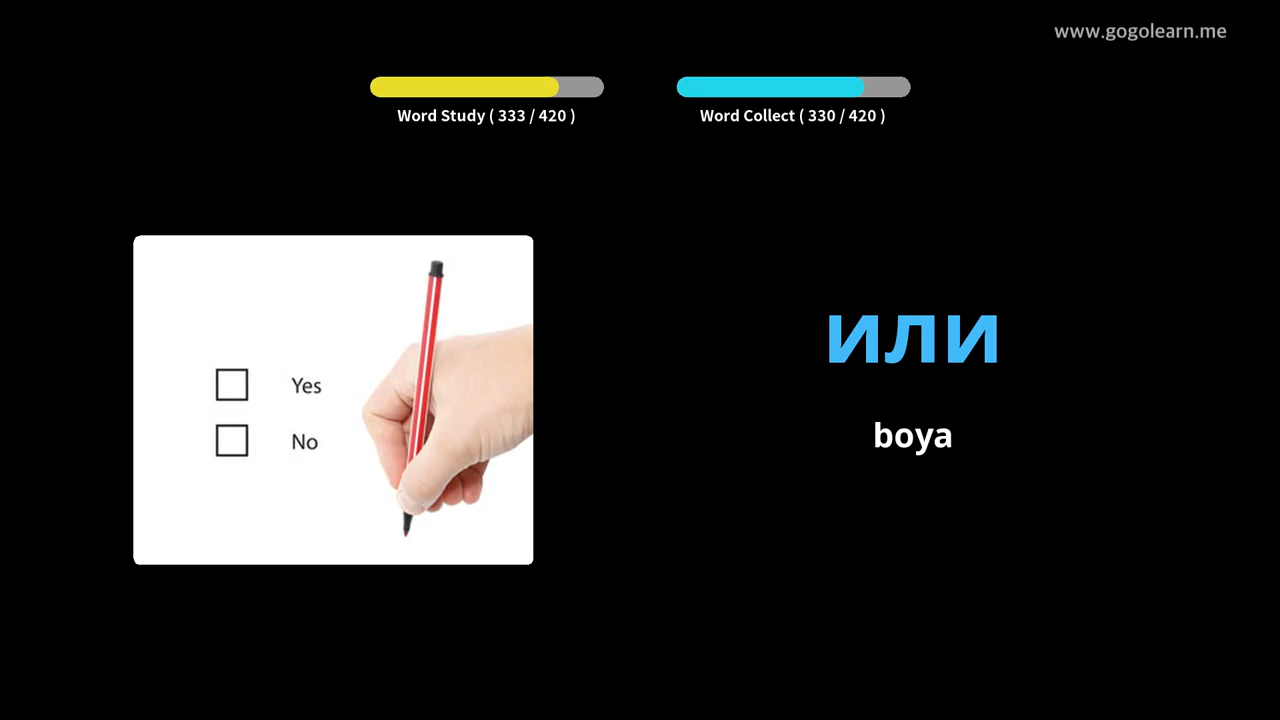 www.gogolearn.me
Word Study ( 333 / 420 )
Word Collect ( 330 / 420 )
Yes
No
или
boya